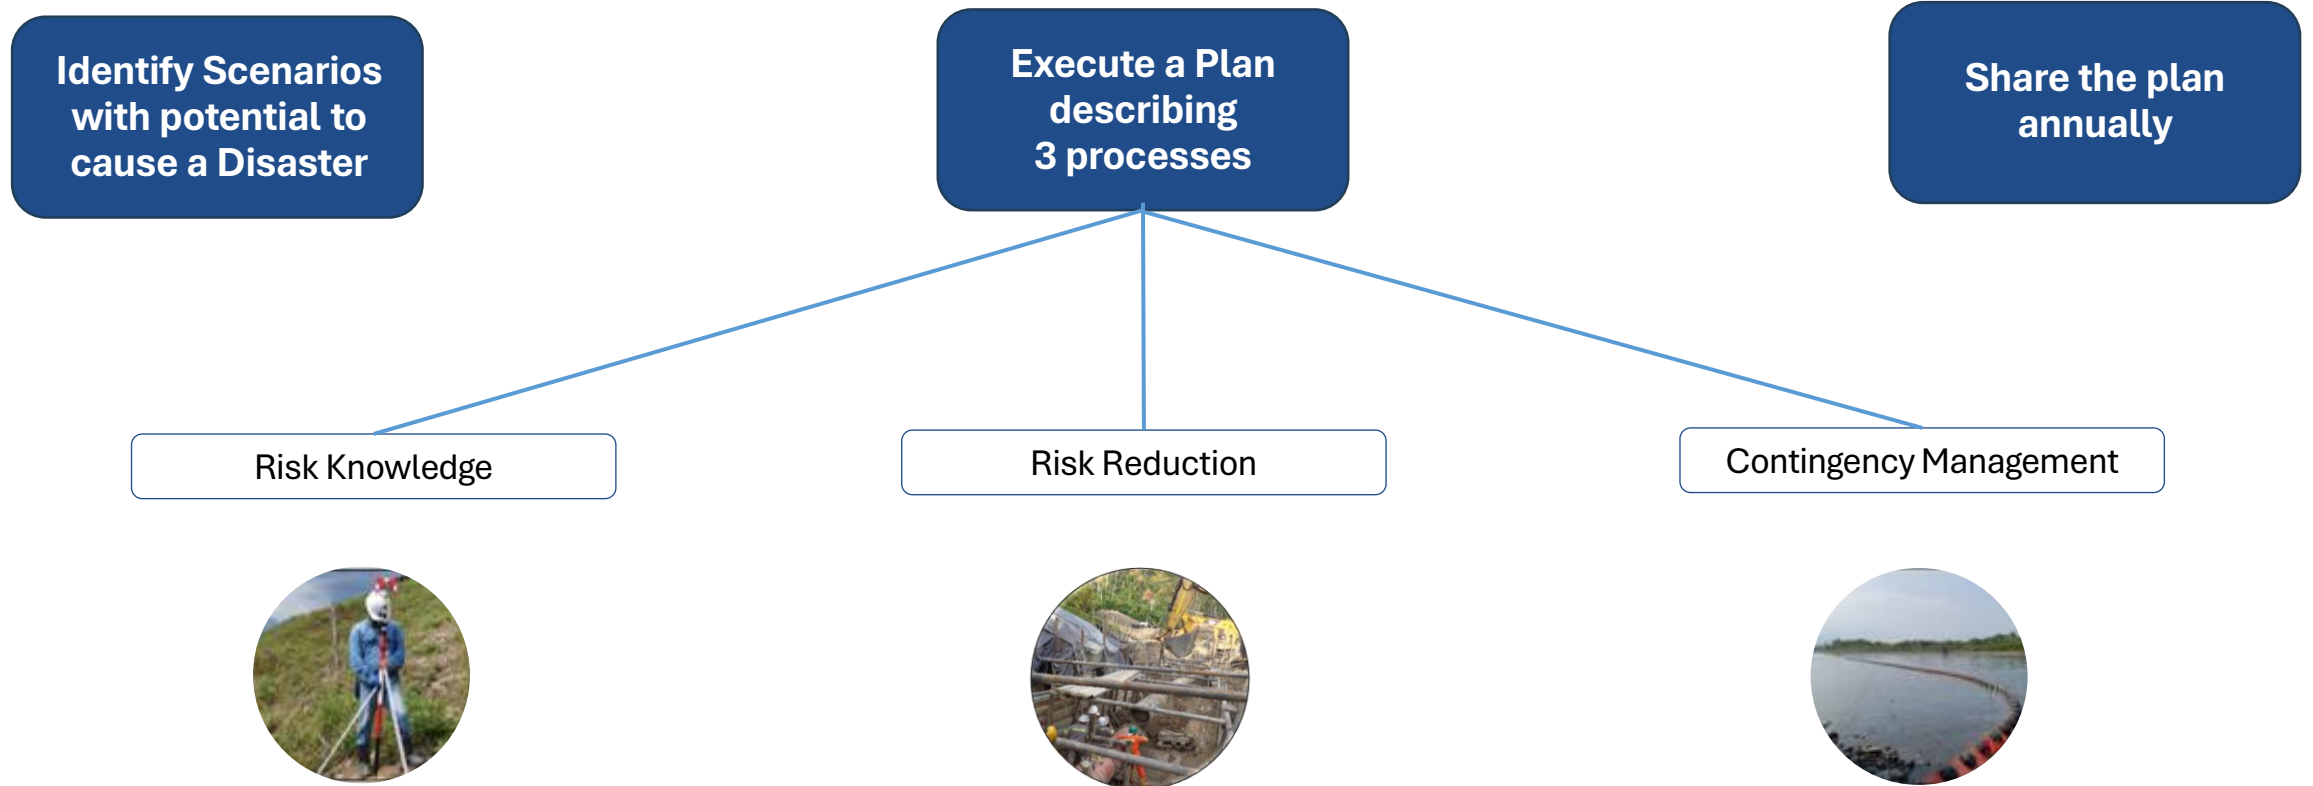 Identify Scenarios
with potential to
cause a Disaster
Execute a Plan
describing
3 processes
Share the plan
annually
Risk Knowledge
Risk Reduction
Contingency Management